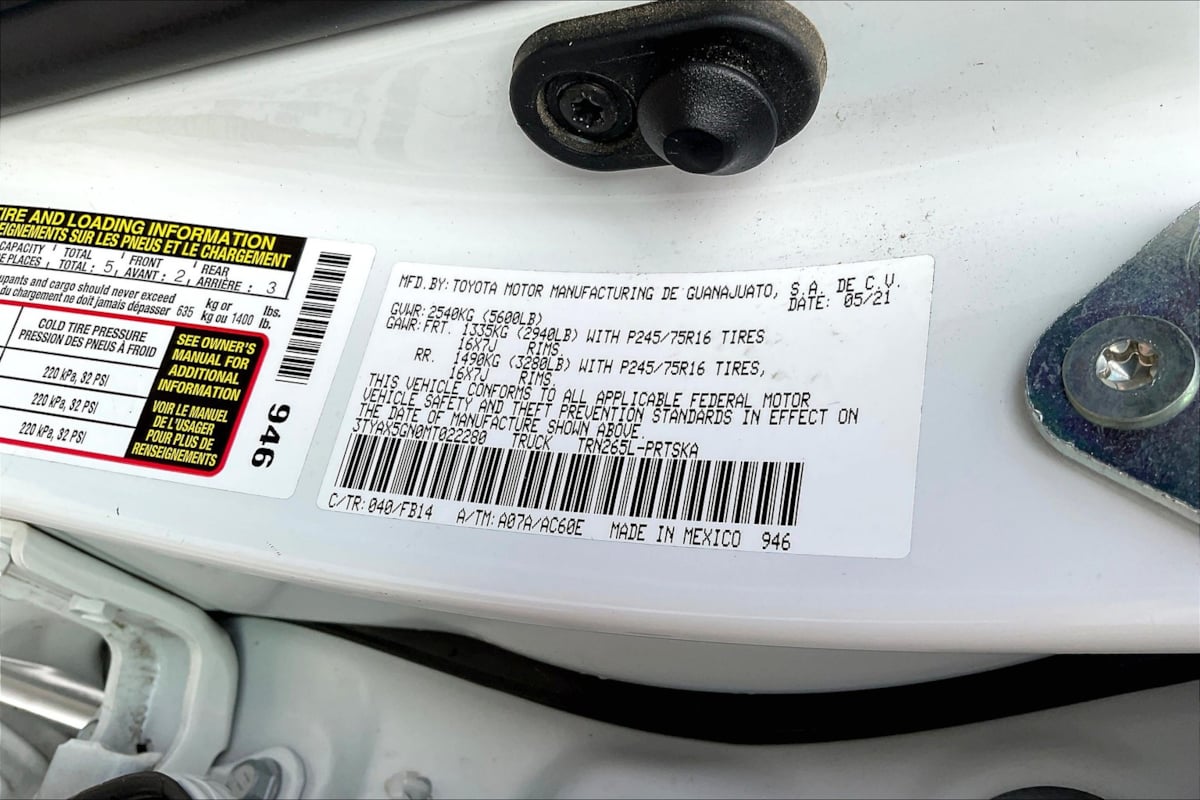 TIRE AND LOADING INFORMATION
SEIGNEMENTS SUR LES PNEUS ET LE CHARGEMENT
CAPACITY TOTAL FRONT REAR
PLACES, TOTAL: 5, AVANT: 2, ARRIÈRE: 3
upants and cargo should never exceed kg or lbs.
du chargement ne doit jamais dépasser 635 kg ou 1400 lb.
COLD TIRE PRESSURE
PRESSION DES PNEUS À FROID
220 kPa, 32 PSI
220 kPa, 32 PSI
220 kPa, 32 PSI
SEE OWNER'S
MANUAL FOR
ADDITIONAL
INFORMATION
VOIR LE MANUEL
DE L'USAGER
POUR PLUS DE
RENSEIGNEMENTS
946
MFD. BY: TOYOTA MOTOR MANUFACTURING DE GUANAJUATO, S.A. DE C.V.
DATE: 05/21
GVWR: 2540KG (5600LB)
GAWR: FRT. 1335KG (2940LB) WITH P245/75R16 TIRES
16X7J RIMS,
RR. 1490KG (3280LB) WITH P245/75R16 TIRES,
16X7J RIMS.
THIS VEHICLE CONFORMS TO ALL APPLICABLE FEDERAL MOTOR
VEHICLE SAFETY AND THEFT PREVENTION STANDARDS IN EFFECT ON
THE DATE OF MANUFACTURE SHOWN ABOVE.
3TYAX5GN0MT022280 TRUCK TRN265L-PRTSKA
C/TR: 040/FB14 A/TM: A07A/AC60E MADE IN MEXICO 946